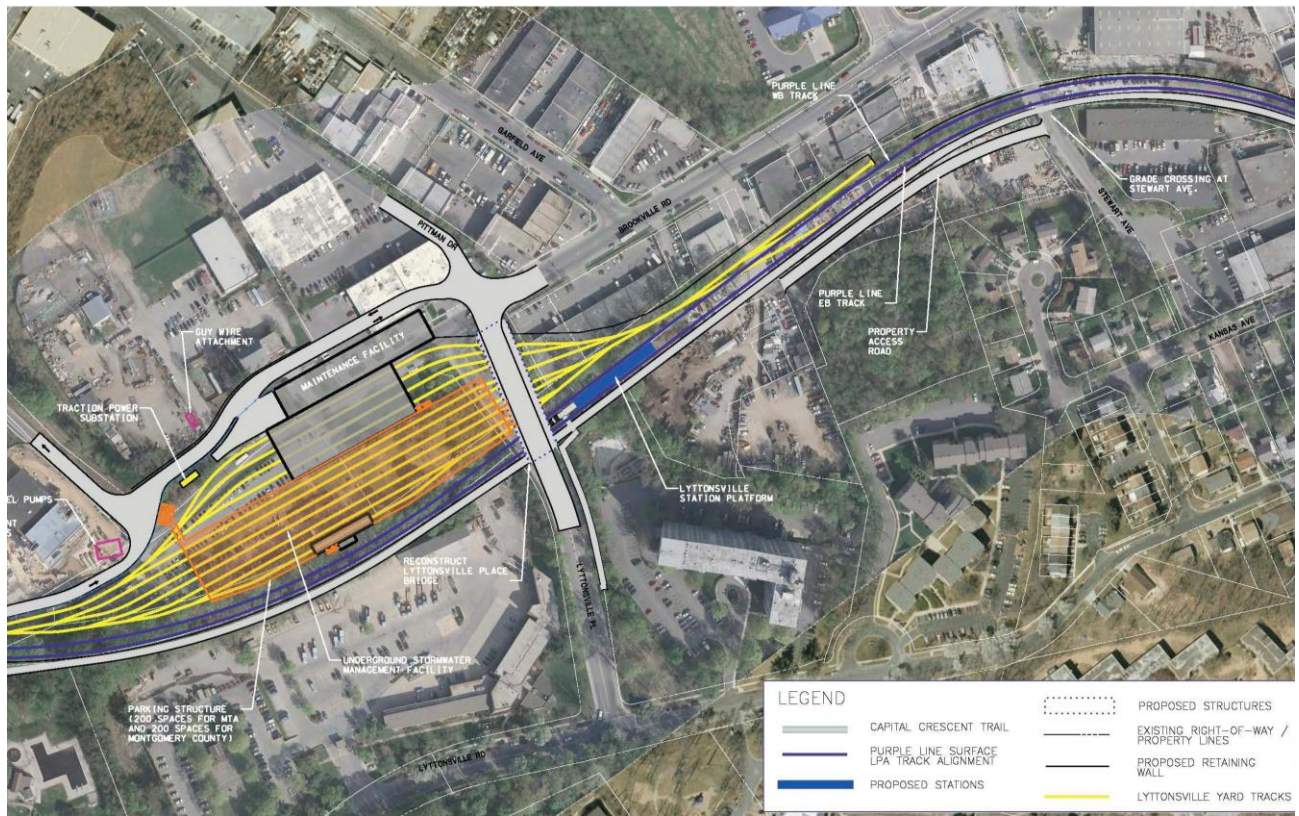 PURPLE LINE
WB TRACK
GARFIELD AVE
BROOKVILLE RD
PITTMAN DR
GRADE CROSSING AT
STEWART AVE.
STEWART AVE
KANSAS AVE
PURPLE LINE
EB TRACK
PROPERTY
ACCESS
ROAD
GUY WIRE
ATTACHMENT
MAINTENANCE FACILITY
TRACTION POWER
SUBSTATION
EL PUMPS
LYTTONSVILLE
STATION PLATFORM
RECONSTRUCT
LYTTONSVILLE PLACE
BRIDGE
LYTTONSVILLE PL
UNDERGROUND STORMWATER
MANAGEMENT FACILITY
PARKING STRUCTURE
(200 SPACES FOR MTA
AND 200 SPACES FOR
MONTGOMERY COUNTY)
LYTTONSVILLE RD
LEGEND
CAPITAL CRESCENT TRAIL
PURPLE LINE SURFACE
LPA TRACK ALIGNMENT
PROPOSED STATIONS
PROPOSED STRUCTURES
EXISTING RIGHT-OF-WAY /
PROPERTY LINES
PROPOSED RETAINING
WALL
LYTTONSVILLE YARD TRACKS